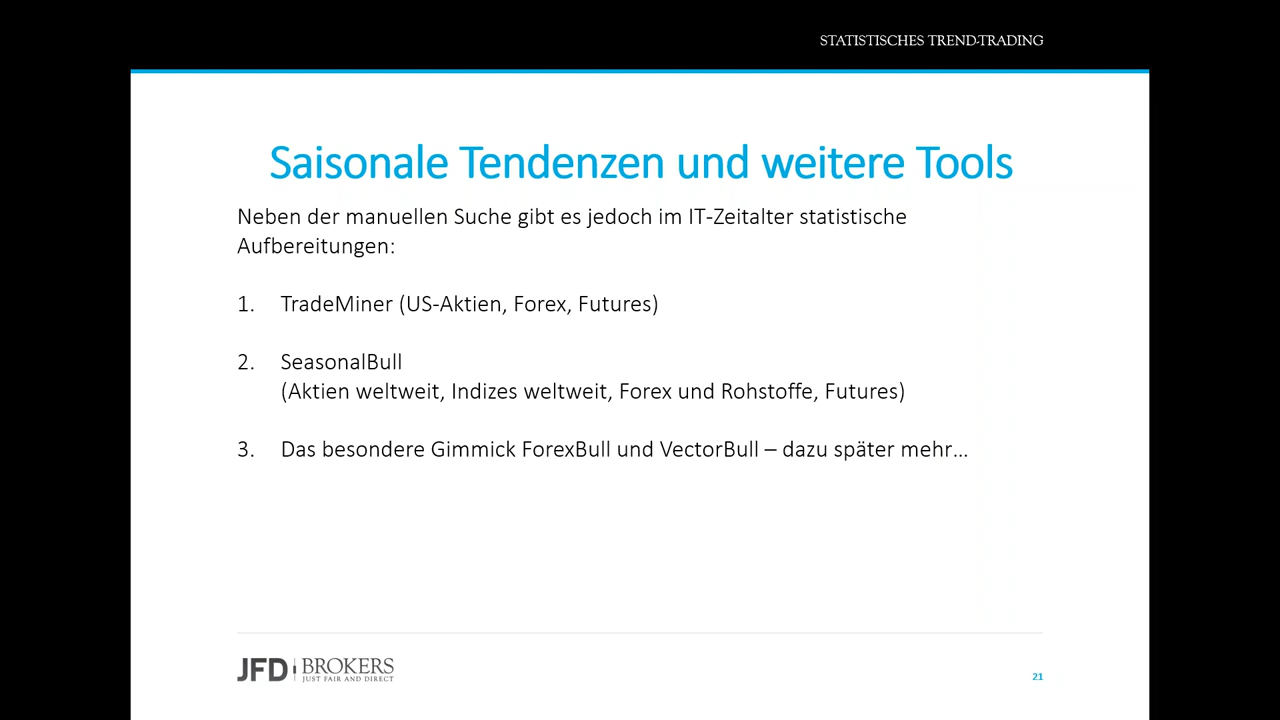 STATISTISCHES TREND-TRADING
Saisonale Tendenzen und weitere Tools
Neben der manuellen Suche gibt es jedoch im IT-Zeitalter statistische
Aufbereitungen:
1. TradeMiner (US-Aktien, Forex, Futures)
2. SeasonalBull
(Aktien weltweit, Indizes weltweit, Forex und Rohstoffe, Futures)
3. Das besondere Gimmick ForexBull und VectorBull – dazu später mehr...
JFD BROKERS
JUST FAIR AND DIRECT
21